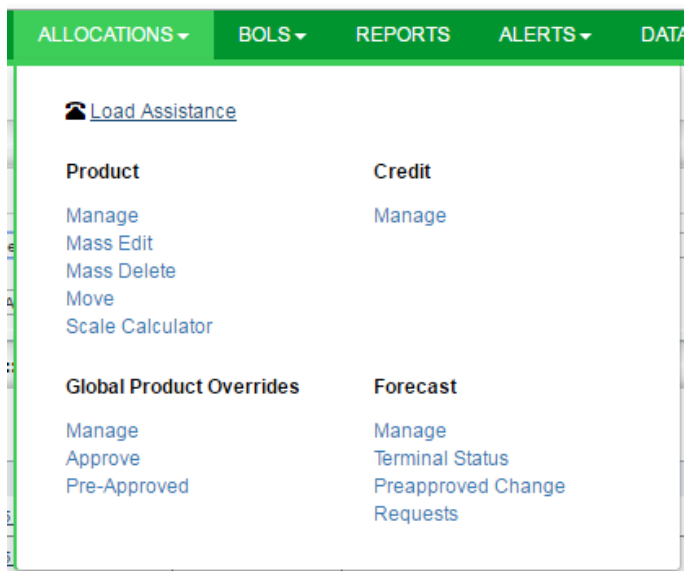 ALLOCATIONS BOLS REPORTS ALERTS DATA
Load Assistance
Product
Manage
Mass Edit
Mass Delete
Move
Scale Calculator
Credit
Manage
Global Product Overrides
Manage
Approve
Pre-Approved
Forecast
Manage
Terminal Status
Preapproved Change
Requests